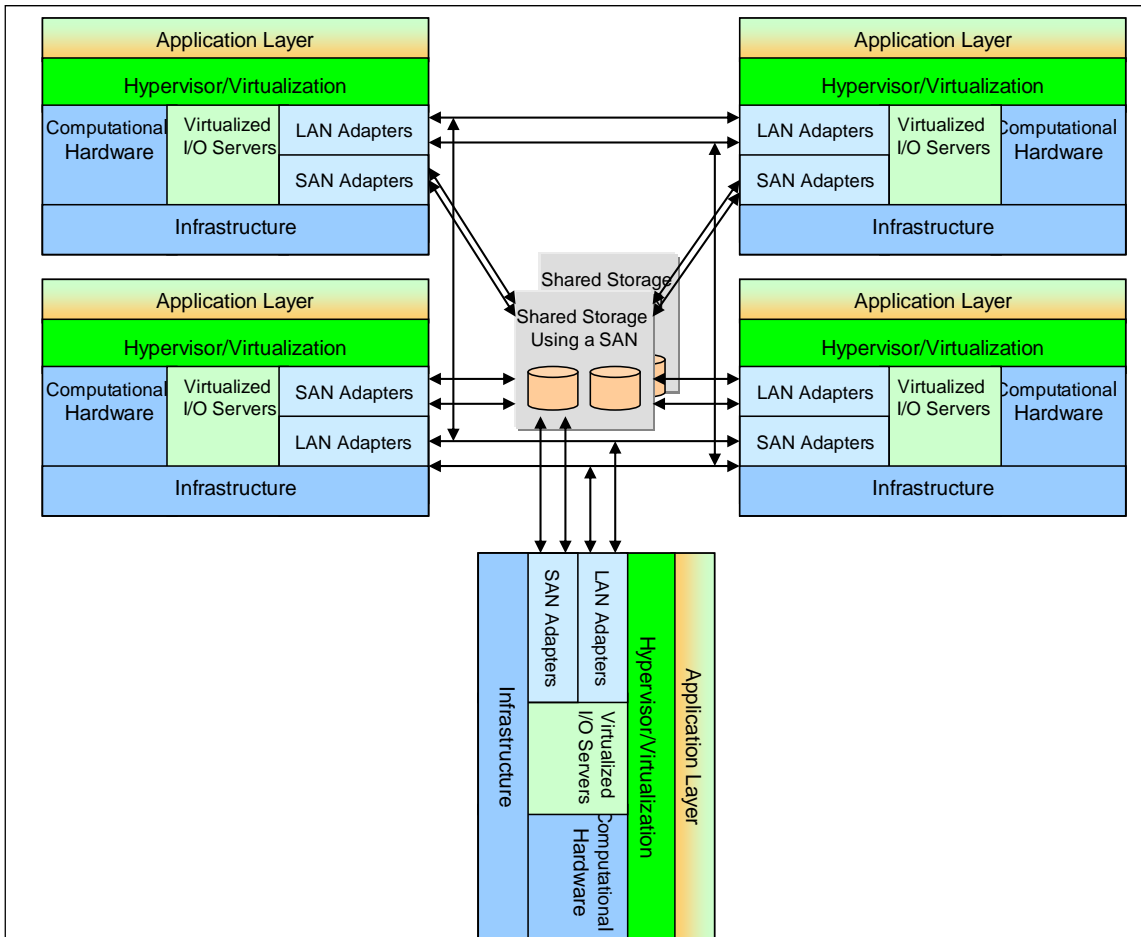 Application Layer
Hypervisor/Virtualization
Computational
Hardware
Virtualized
I/O Servers
LAN Adapters
SAN Adapters
Infrastructure
Application Layer
Hypervisor/Virtualization
LAN Adapters
SAN Adapters
Virtualized
I/O Servers
Computational
Hardware
Infrastructure
Shared Storage
Shared Storage
Using a SAN
Application Layer
Hypervisor/Virtualization
Computational
Hardware
Virtualized
I/O Servers
SAN Adapters
LAN Adapters
Infrastructure
Application Layer
Hypervisor/Virtualization
LAN Adapters
SAN Adapters
Virtualized
I/O Servers
Computational
Hardware
Infrastructure
Application Layer
Hypervisor/Virtualization
LAN Adapters
SAN Adapters
Virtualized
I/O Servers
Computational
Hardware
Infrastructure